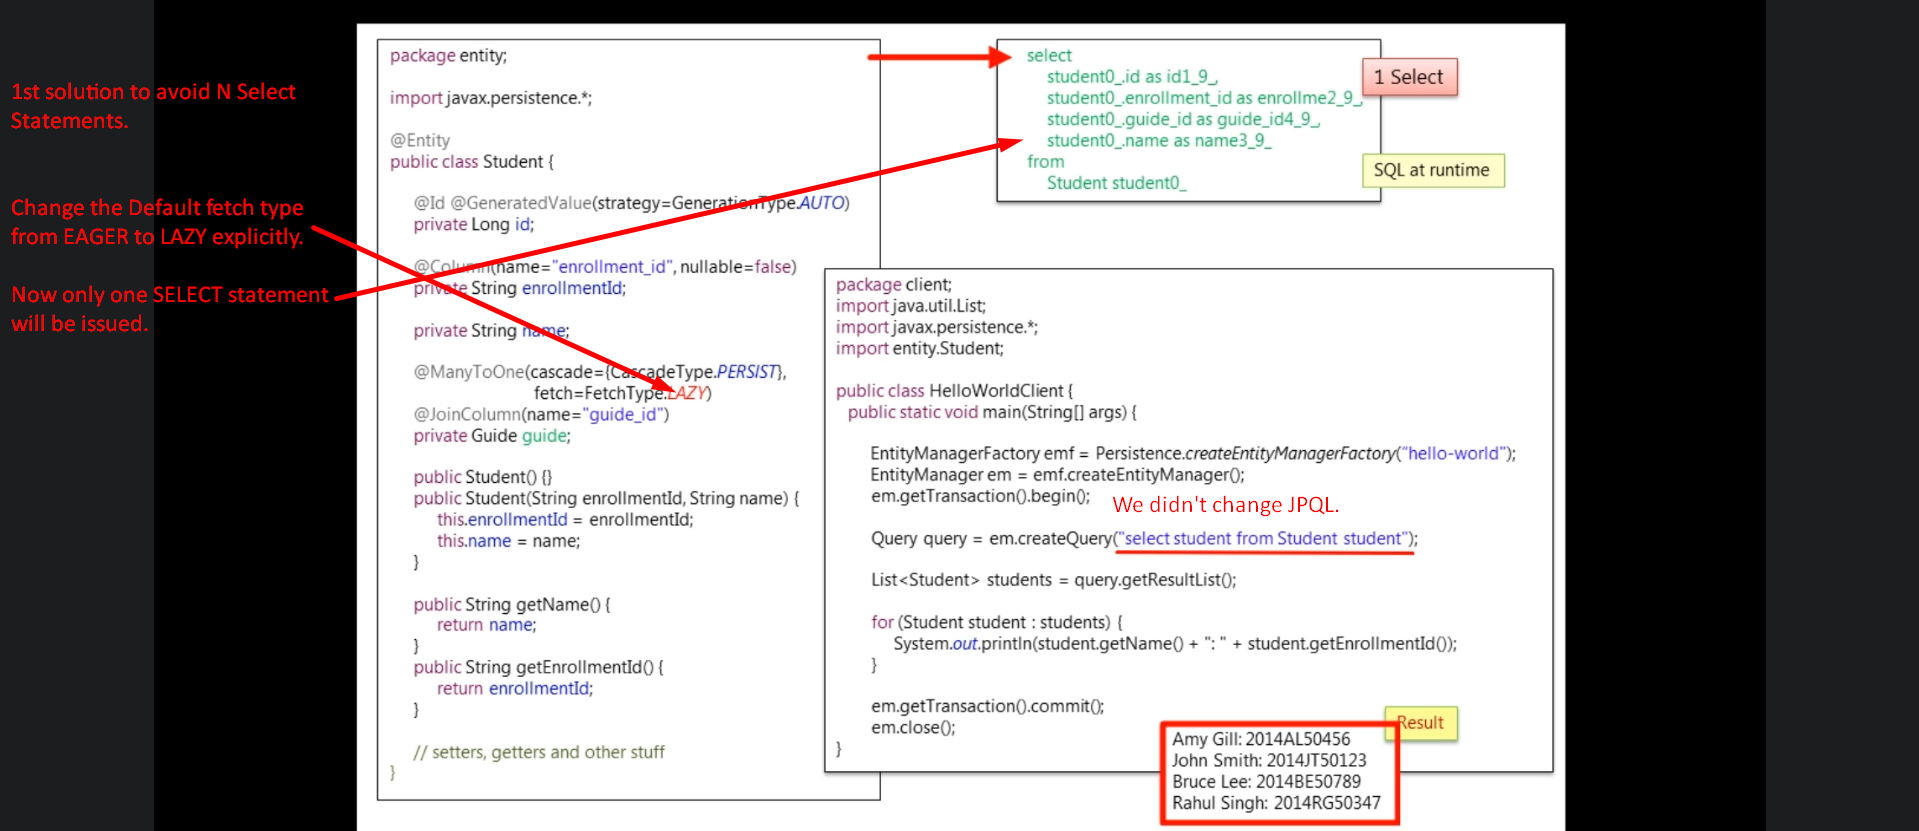 1st solution to avoid N Select
Statements.
Change the Default fetch type
from EAGER to LAZY explicitly.
Now only one SELECT statement
will be issued.
package entity;
import javax.persistence.*;
@Entity
public class Student {
@Id @GeneratedValue(strategy=GenerationType.AUTO)
private Long id;
@Column(name="enrollment_id", nullable=false)
private String enrollmentId;
private String name;
@ManyToOne(cascade={CascadeType.PERSIST},
fetch=FetchType.LAZY)
@JoinColumn(name="guide_id")
private Guide guide;
public Student() {}
public Student(String enrollmentId, String name) {
this.enrollmentId = enrollmentId;
this.name = name;
}
public String getName() {
return name;
}
public String getEnrollmentId() {
return enrollmentId;
}
// setters, getters and other stuff
}
select
student0_.id as id1_9_,
student0_.enrollment_id as enrollme2_9_,
student0_.guide_id as guide_id4_9_,
student0_.name as name3_9_
from
Student student0_
1 Select
SQL at runtime
package client;
import java.util.List;
import javax.persistence.*;
import entity.Student;
public class HelloWorldClient {
public static void main(String[] args) {
EntityManagerFactory emf = Persistence.createEntityManagerFactory("hello-world");
EntityManager em = emf.createEntityManager();
em.getTransaction().begin();
We didn't change JPQL.
Query query = em.createQuery("select student from Student student");
List<Student> students = query.getResultList();
for (Student student : students) {
System.out.println(student.getName() + ": " + student.getEnrollmentId());
}
em.getTransaction().commit();
em.close();
}
Result
Amy Gill: 2014AL50456
John Smith: 2014JT50123
Bruce Lee: 2014BE50789
Rahul Singh: 2014RG50347